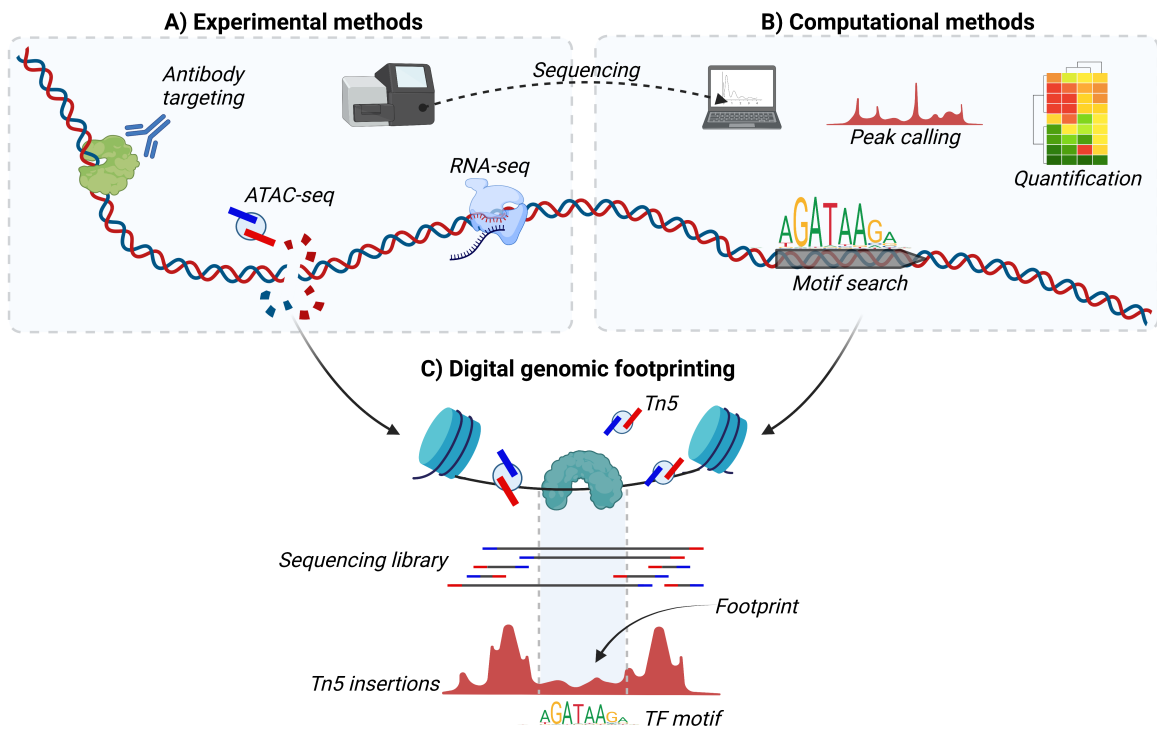 A) Experimental methods
B) Computational methods
Antibody
targeting
Sequencing
Peak calling
Quantification
RNA-seq
ATAC-seq
AGATAAGA
Motif search
C) Digital genomic footprinting
Tn5
Sequencing library
Footprint
Tn5 insertions
AGATAAGA
TF motif